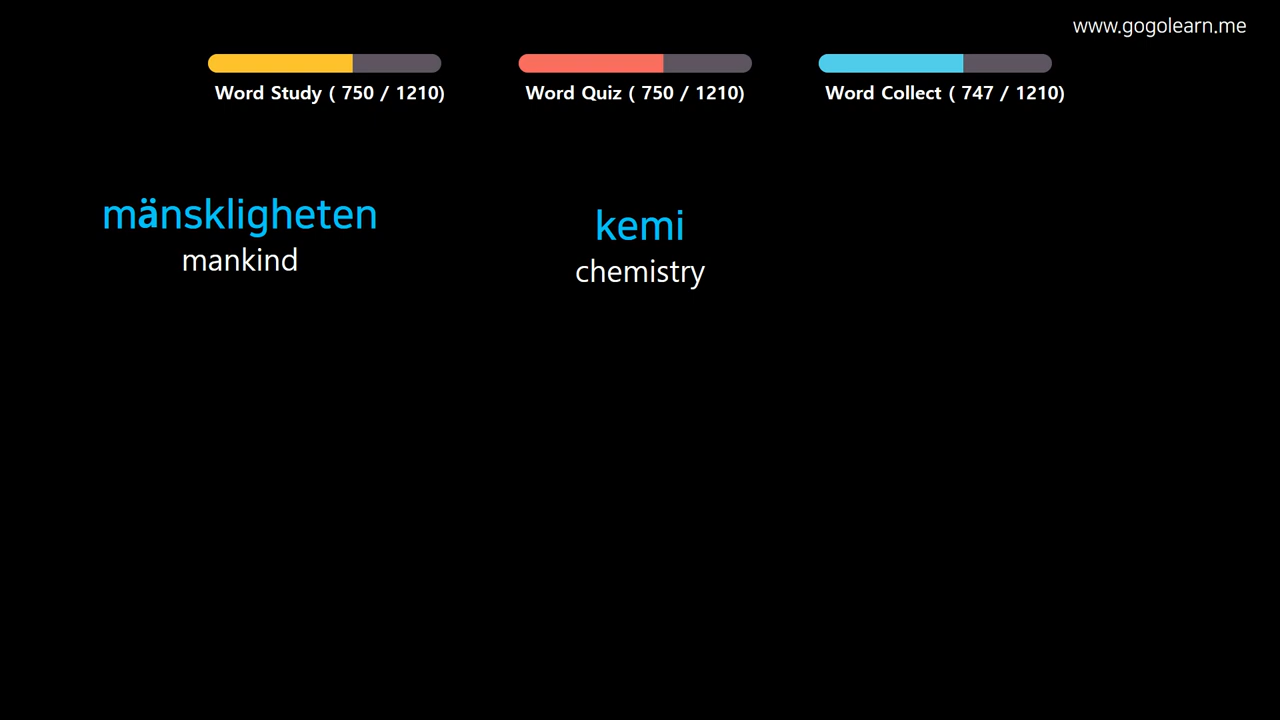 www.gogolearn.me
Word Study ( 750 / 1210)
Word Quiz ( 750 / 1210)
Word Collect ( 747 / 1210)
mänskligheten
mankind
kemi
chemistry